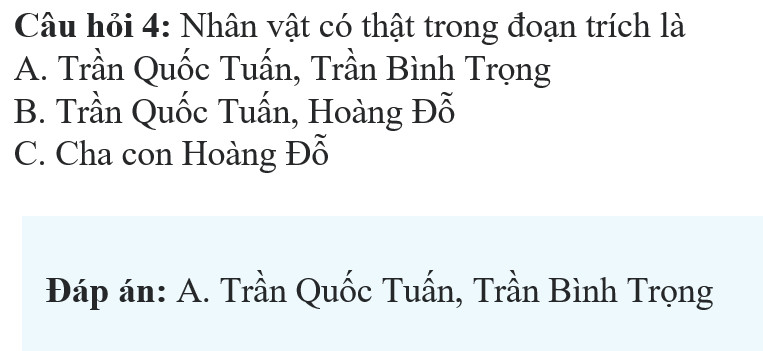 Câu hỏi 4: Nhân vật có thật trong đoạn trích là
A. Trần Quốc Tuấn, Trần Bình Trọng
B. Trần Quốc Tuấn, Hoàng Đỗ
C. Cha con Hoàng Đỗ
Đáp án: A. Trần Quốc Tuấn, Trần Bình Trọng